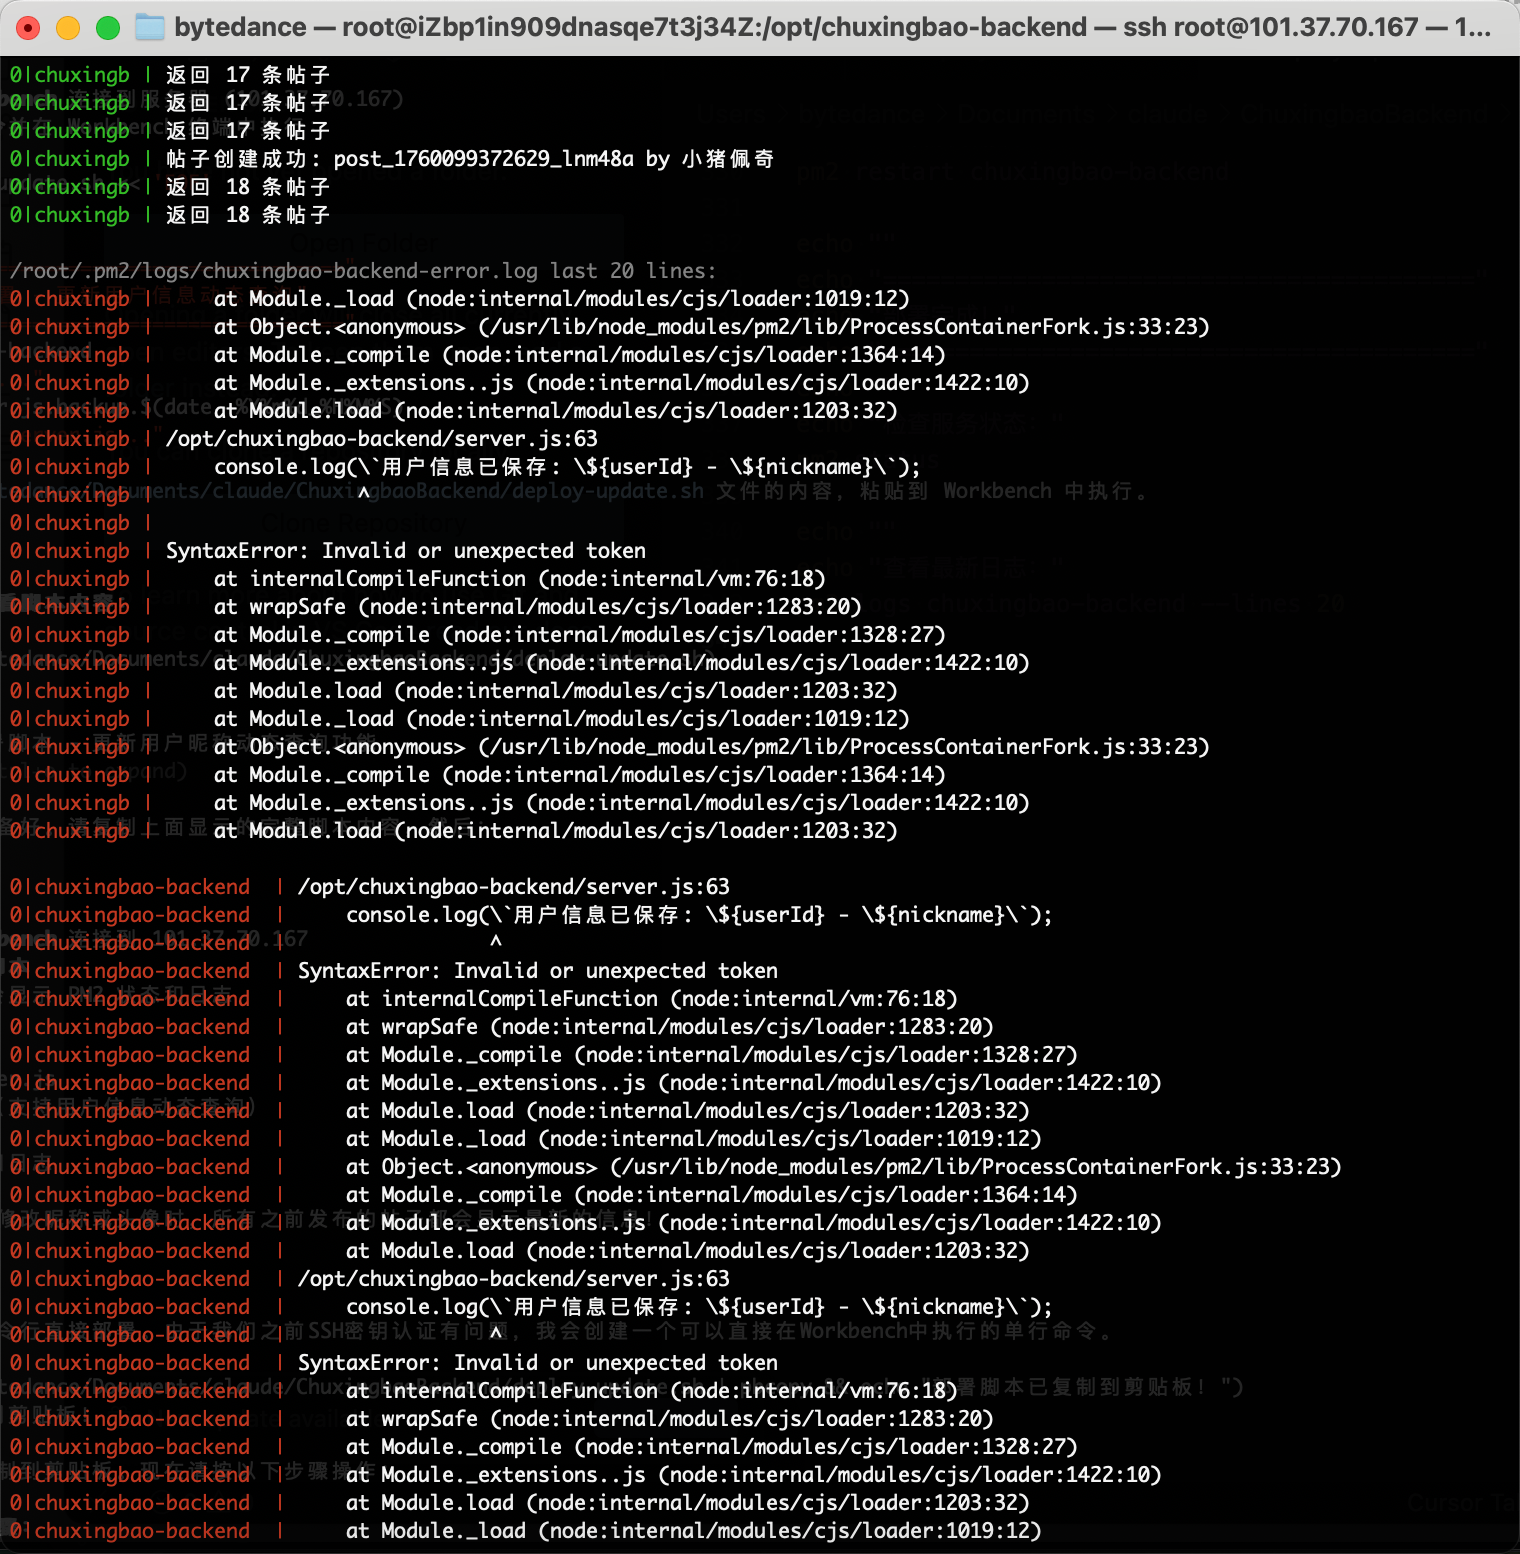 bytedance — root@iZbp1in909dnasqe7t3j34Z:/opt/chuxingbao-backend — ssh root@101.37.70.167 — 1...
0|chuxingb | 返回 17 条帖子
0|chuxingb | 返回 17 条帖子
0|chuxingb | 返回 17 条帖子
0|chuxingb | 帖子创建成功: post_1760099372629_lnm48a by 小猪佩奇
0|chuxingb | 返回 18 条帖子
0|chuxingb | 返回 18 条帖子
/root/.pm2/logs/chuxingbao-backend-error.log last 20 lines:
0|chuxingb |     at Module._load (node:internal/modules/cjs/loader:1019:12)
0|chuxingb |     at Object.<anonymous> (/usr/lib/node_modules/pm2/lib/ProcessContainerFork.js:33:23)
0|chuxingb |     at Module._compile (node:internal/modules/cjs/loader:1364:14)
0|chuxingb |     at Module._extensions..js (node:internal/modules/cjs/loader:1422:10)
0|chuxingb |     at Module.load (node:internal/modules/cjs/loader:1203:32)
0|chuxingb | /opt/chuxingbao-backend/server.js:63
0|chuxingb |     console.log(\`用户信息已保存: \${userId} - \${nickname}\`);
0|chuxingb |                 ^
0|chuxingb |
0|chuxingb | SyntaxError: Invalid or unexpected token
0|chuxingb |     at internalCompileFunction (node:internal/vm:76:18)
0|chuxingb |     at wrapSafe (node:internal/modules/cjs/loader:1283:20)
0|chuxingb |     at Module._compile (node:internal/modules/cjs/loader:1328:27)
0|chuxingb |     at Module._extensions..js (node:internal/modules/cjs/loader:1422:10)
0|chuxingb |     at Module.load (node:internal/modules/cjs/loader:1203:32)
0|chuxingb |     at Module._load (node:internal/modules/cjs/loader:1019:12)
0|chuxingb |     at Object.<anonymous> (/usr/lib/node_modules/pm2/lib/ProcessContainerFork.js:33:23)
0|chuxingb |     at Module._compile (node:internal/modules/cjs/loader:1364:14)
0|chuxingb |     at Module._extensions..js (node:internal/modules/cjs/loader:1422:10)
0|chuxingb |     at Module.load (node:internal/modules/cjs/loader:1203:32)
0|chuxingbao-backend  | /opt/chuxingbao-backend/server.js:63
0|chuxingbao-backend  |     console.log(\`用户信息已保存: \${userId} - \${nickname}\`);
0|chuxingbao-backend  |                 ^
0|chuxingbao-backend  | SyntaxError: Invalid or unexpected token
0|chuxingbao-backend  |     at internalCompileFunction (node:internal/vm:76:18)
0|chuxingbao-backend  |     at wrapSafe (node:internal/modules/cjs/loader:1283:20)
0|chuxingbao-backend  |     at Module._compile (node:internal/modules/cjs/loader:1328:27)
0|chuxingbao-backend  |     at Module._extensions..js (node:internal/modules/cjs/loader:1422:10)
0|chuxingbao-backend  |     at Module.load (node:internal/modules/cjs/loader:1203:32)
0|chuxingbao-backend  |     at Module._load (node:internal/modules/cjs/loader:1019:12)
0|chuxingbao-backend  |     at Object.<anonymous> (/usr/lib/node_modules/pm2/lib/ProcessContainerFork.js:33:23)
0|chuxingbao-backend  |     at Module._compile (node:internal/modules/cjs/loader:1364:14)
0|chuxingbao-backend  |     at Module._extensions..js (node:internal/modules/cjs/loader:1422:10)
0|chuxingbao-backend  |     at Module.load (node:internal/modules/cjs/loader:1203:32)
0|chuxingbao-backend  | /opt/chuxingbao-backend/server.js:63
0|chuxingbao-backend  |     console.log(\`用户信息已保存: \${userId} - \${nickname}\`);
0|chuxingbao-backend  |                 ^
0|chuxingbao-backend  | SyntaxError: Invalid or unexpected token
0|chuxingbao-backend  |     at internalCompileFunction (node:internal/vm:76:18)
0|chuxingbao-backend  |     at wrapSafe (node:internal/modules/cjs/loader:1283:20)
0|chuxingbao-backend  |     at Module._compile (node:internal/modules/cjs/loader:1328:27)
0|chuxingbao-backend  |     at Module._extensions..js (node:internal/modules/cjs/loader:1422:10)
0|chuxingbao-backend  |     at Module.load (node:internal/modules/cjs/loader:1203:32)
0|chuxingbao-backend  |     at Module._load (node:internal/modules/cjs/loader:1019:12)